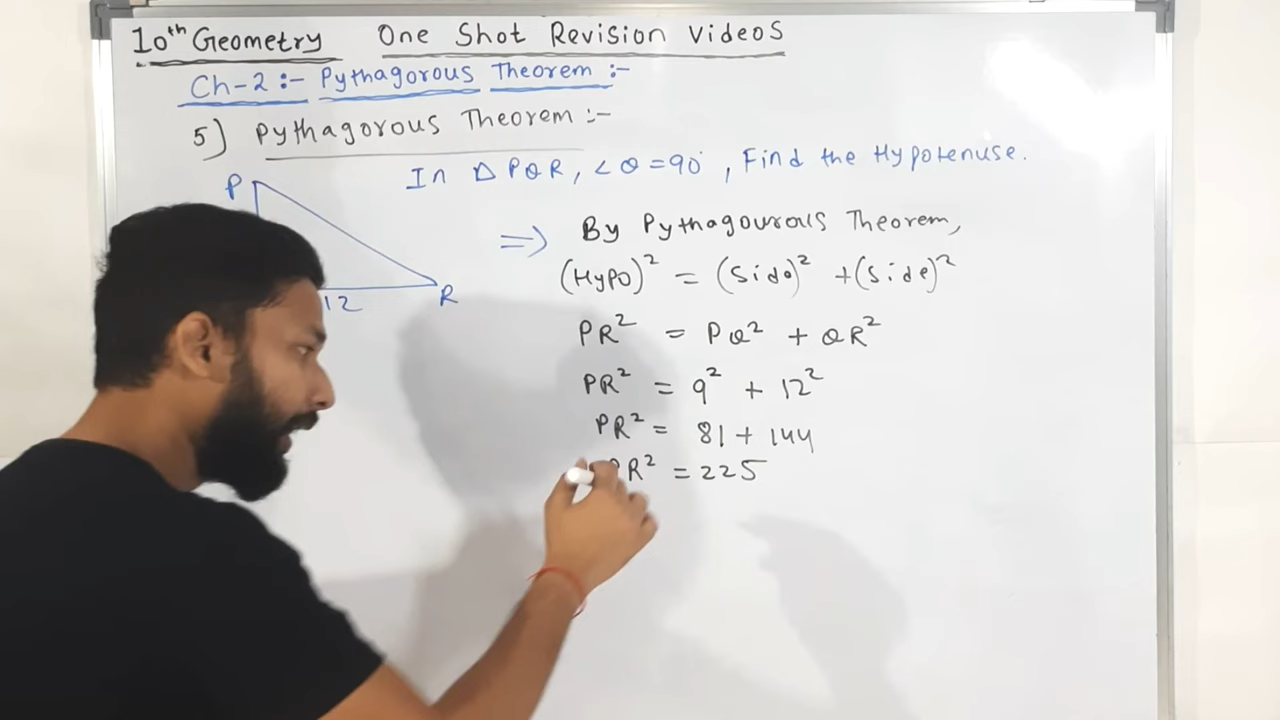 10th Geometry One Shot Revision Videos
Ch-2 :- Pythagorous Theorem :-
5) Pythagorous Theorem :-
In △PQR, ∠Q=90°, Find the Hypotenuse.
P
12
R
⇒ By Pythagourous Theorem,
(Hypo)² = (Side)² + (Side)²
PR² = PQ² + QR²
PR² = 9² + 12²
PR² = 81 + 144
PR² = 225